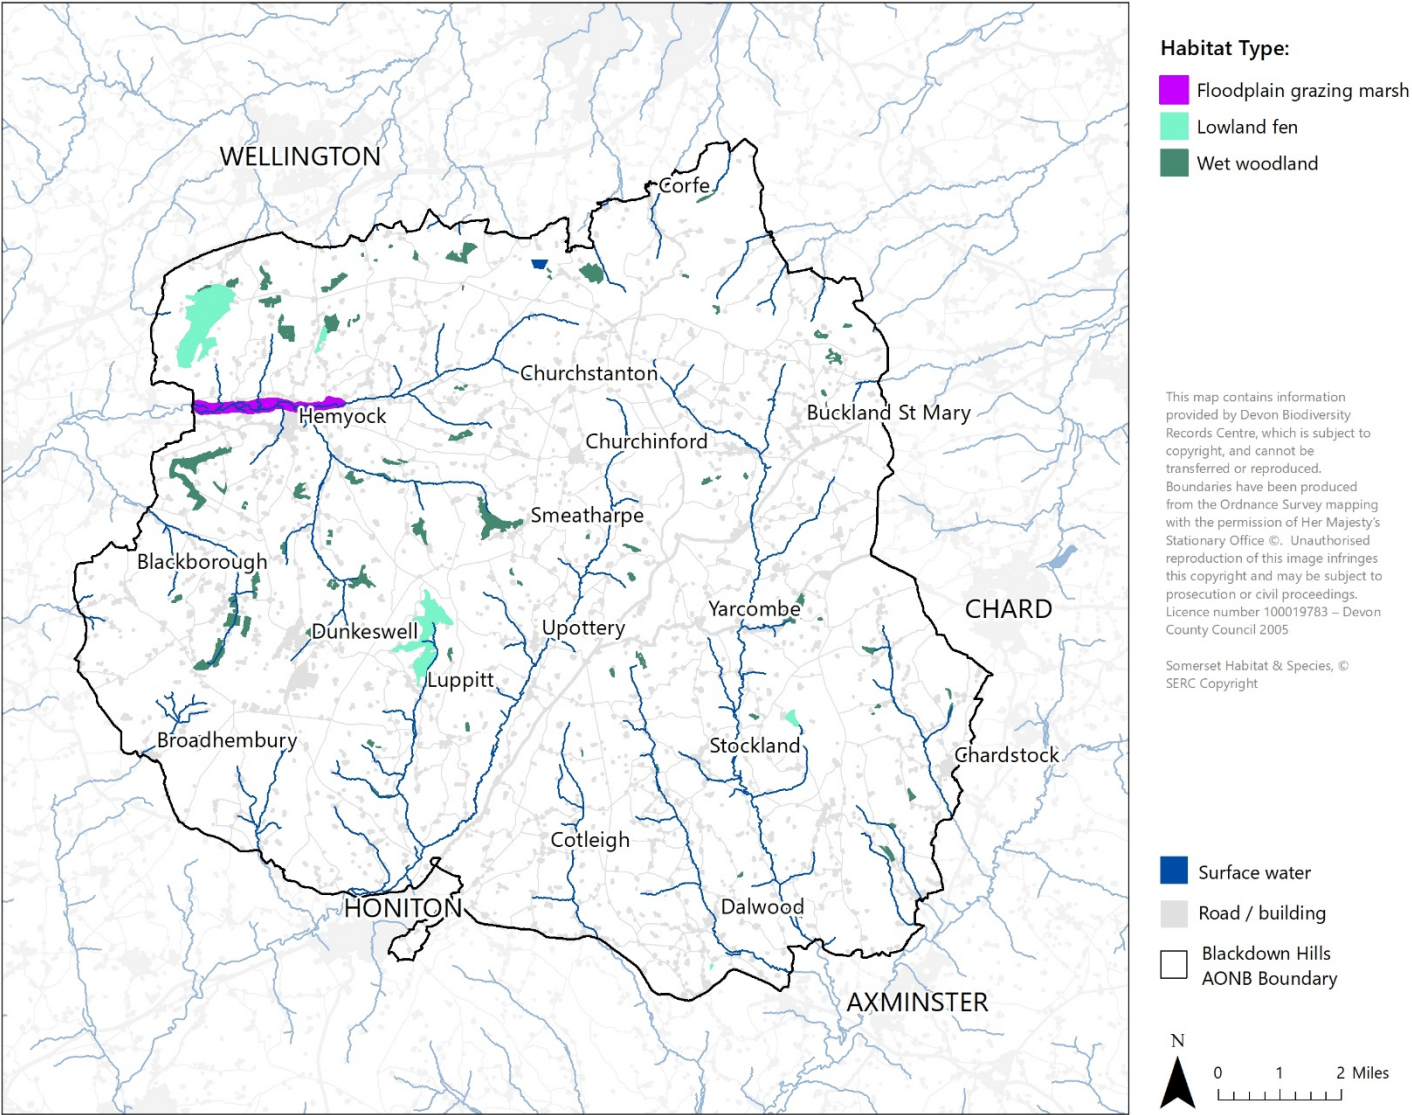 WELLINGTON
Corfe
Churchstanton
Hemyock
Buckland St Mary
Churchinford
Smeatharpe
Blackborough
Yarcombe
CHARD
Dunkeswell
Upottery
Luppitt
Broadhembury
Stockland
Chardstock
Cotleigh
HONITON
Dalwood
AXMINSTER
Habitat Type:
Floodplain grazing marsh
Lowland fen
Wet woodland
This map contains information
provided by Devon Biodiversity
Records Centre, which is subject to
copyright, and cannot be
transferred or reproduced.
Boundaries have been produced
from the Ordnance Survey mapping
with the permission of Her Majesty's
Stationary Office ©. Unauthorised
reproduction of this image infringes
this copyright and may be subject to
prosecution or civil proceedings.
Licence number 100019783 – Devon
County Council 2005
Somerset Habitat & Species, ©
SERC Copyright
Surface water
Road / building
Blackdown Hills
AONB Boundary
N
0 1 2 Miles